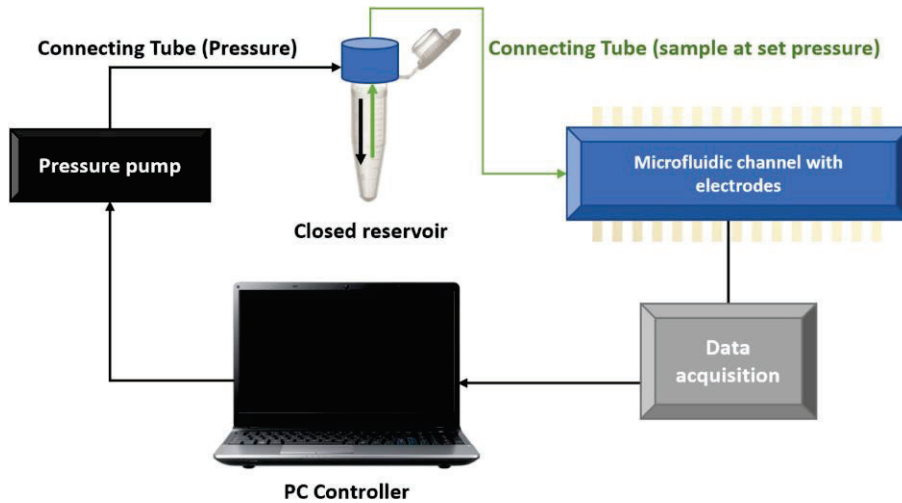 Connecting Tube (Pressure)
Connecting Tube (sample at set pressure)
Pressure pump
Microfluidic channel with
electrodes
Closed reservoir
Data
acquisition
PC Controller